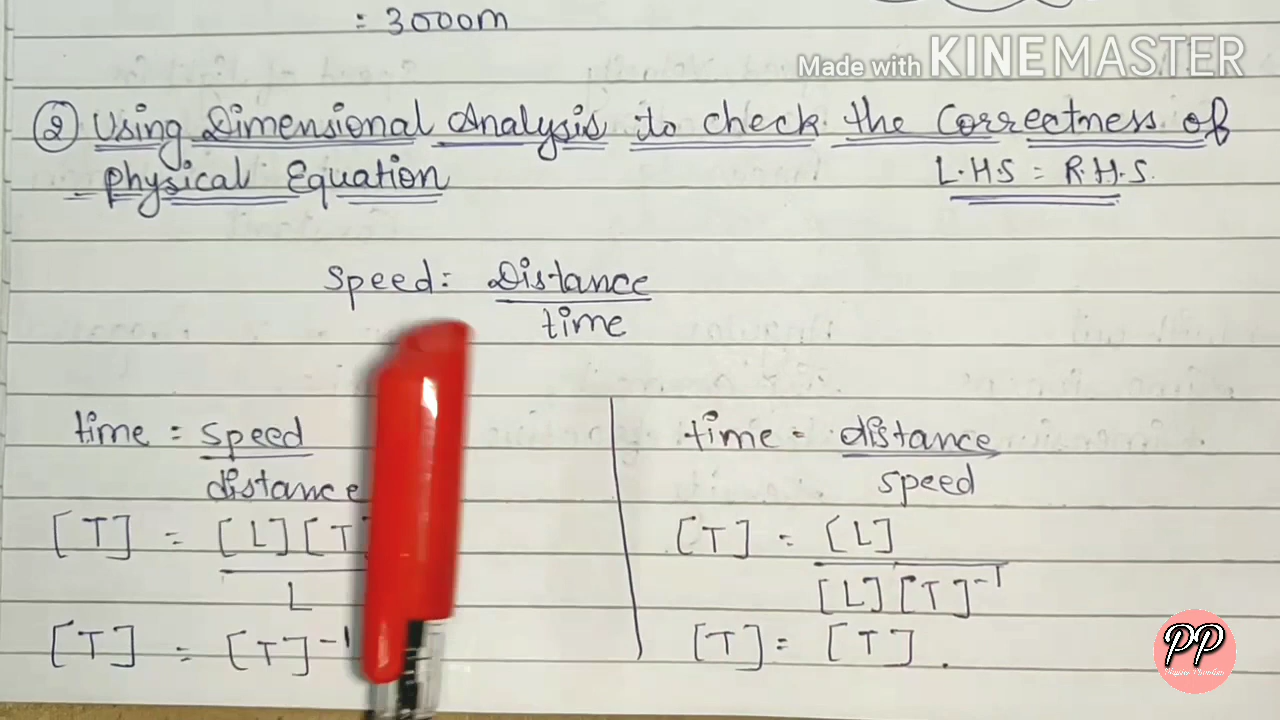 = 3000m
Made with KINEMASTER
② Using Dimensional Analysis to check the Correctness of
physical Equation
L.H.S = R.H.S.
Speed = Distance
time
time = speed
distance
[T] = [L][T
L
[T] = [T]-1
time = distance
speed
[T] = [L]
[L][T]-1
[T] = [T].
PP